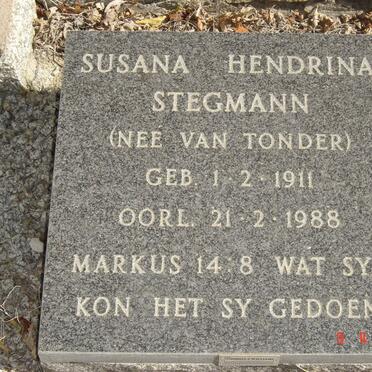 SUSANA HENDRINA
STEGMANN
(NEE VAN TONDER)
GEB. 1·2·1911
OORL. 21·2·1988
MARKUS 14:8 WAT SY
KON HET SY GEDOEN